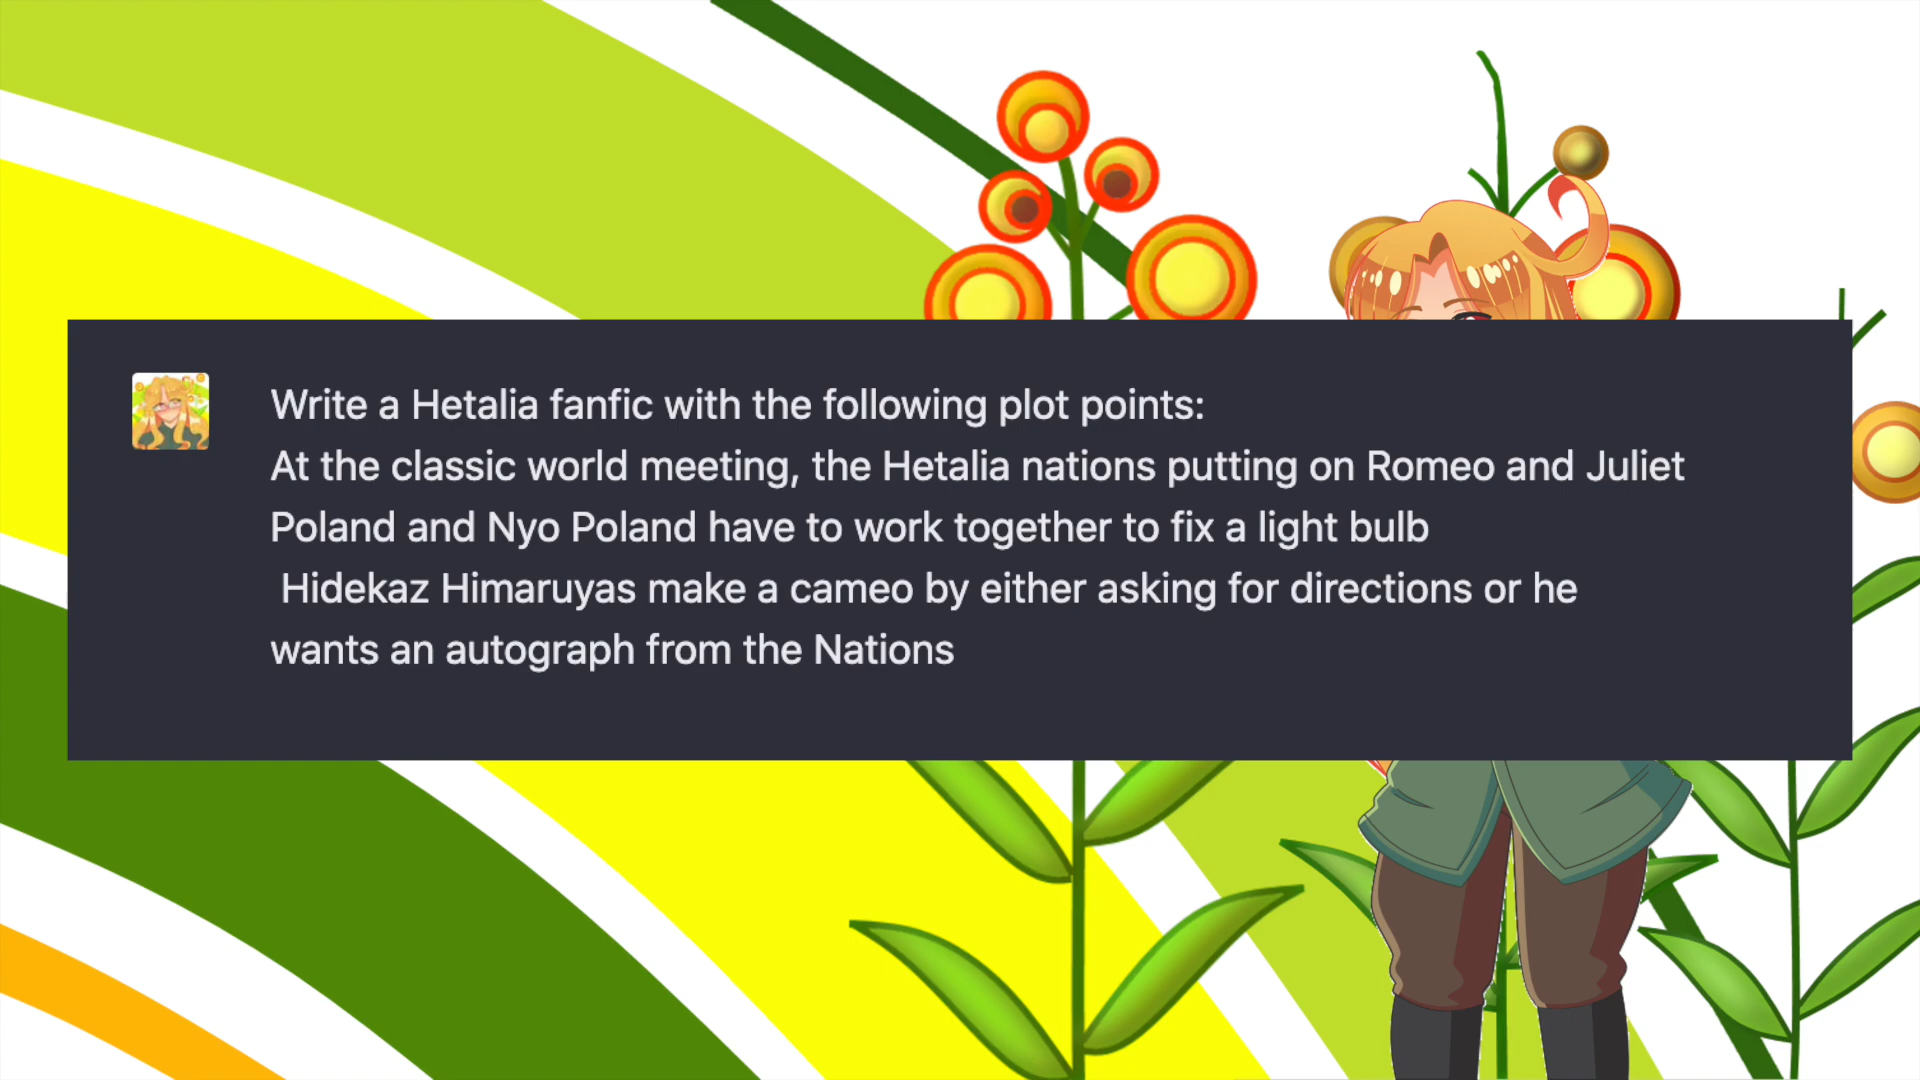 Write a Hetalia fanfic with the following plot points:
At the classic world meeting, the Hetalia nations putting on Romeo and Juliet
Poland and Nyo Poland have to work together to fix a light bulb
Hidekaz Himaruyas make a cameo by either asking for directions or he
wants an autograph from the Nations